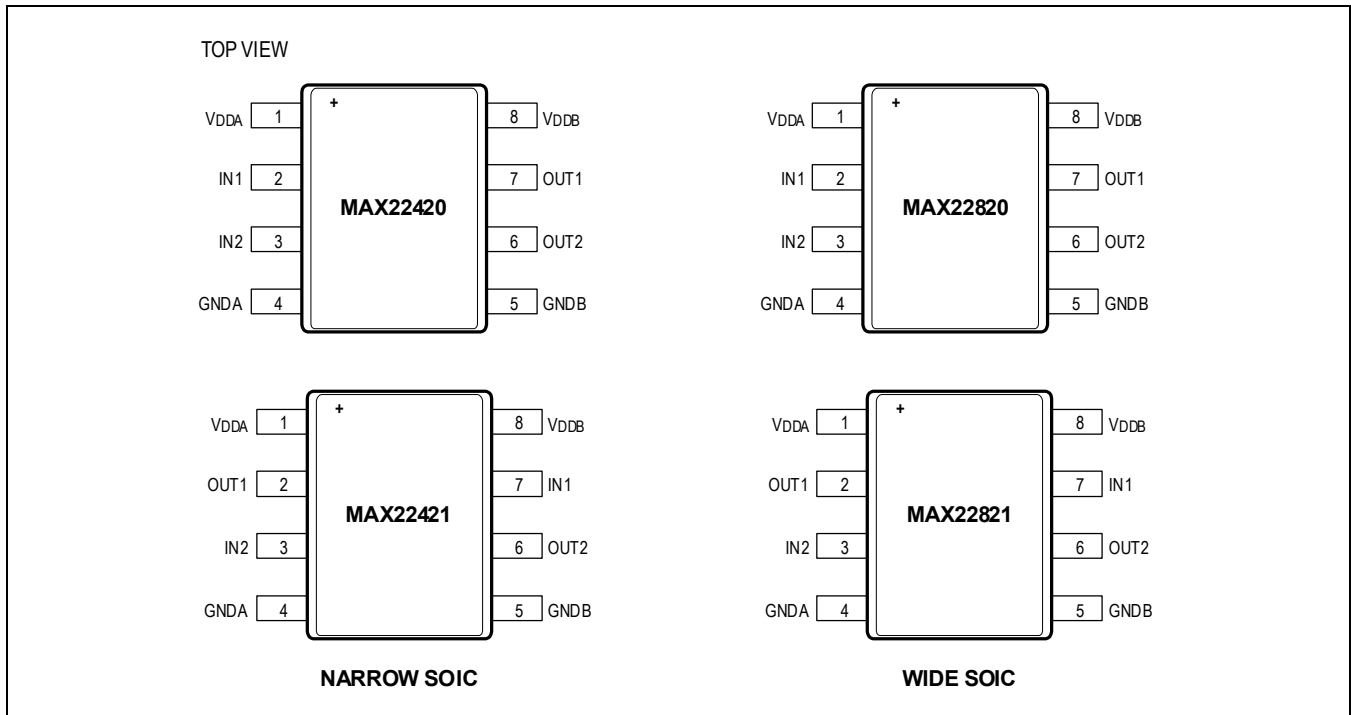 TOP VIEW
VDDA 1 + 8 VDDB
IN1 2 7 OUT1
MAX22420
IN2 3 6 OUT2
GNDA 4 5 GNDB
VDDA 1 + 8 VDDB
IN1 2 7 OUT1
MAX22820
IN2 3 6 OUT2
GNDA 4 5 GNDB
VDDA 1 + 8 VDDB
OUT1 2 7 IN1
MAX22421
IN2 3 6 OUT2
GNDA 4 5 GNDB
NARROW SOIC
VDDA 1 + 8 VDDB
OUT1 2 7 IN1
MAX22821
IN2 3 6 OUT2
GNDA 4 5 GNDB
WIDE SOIC